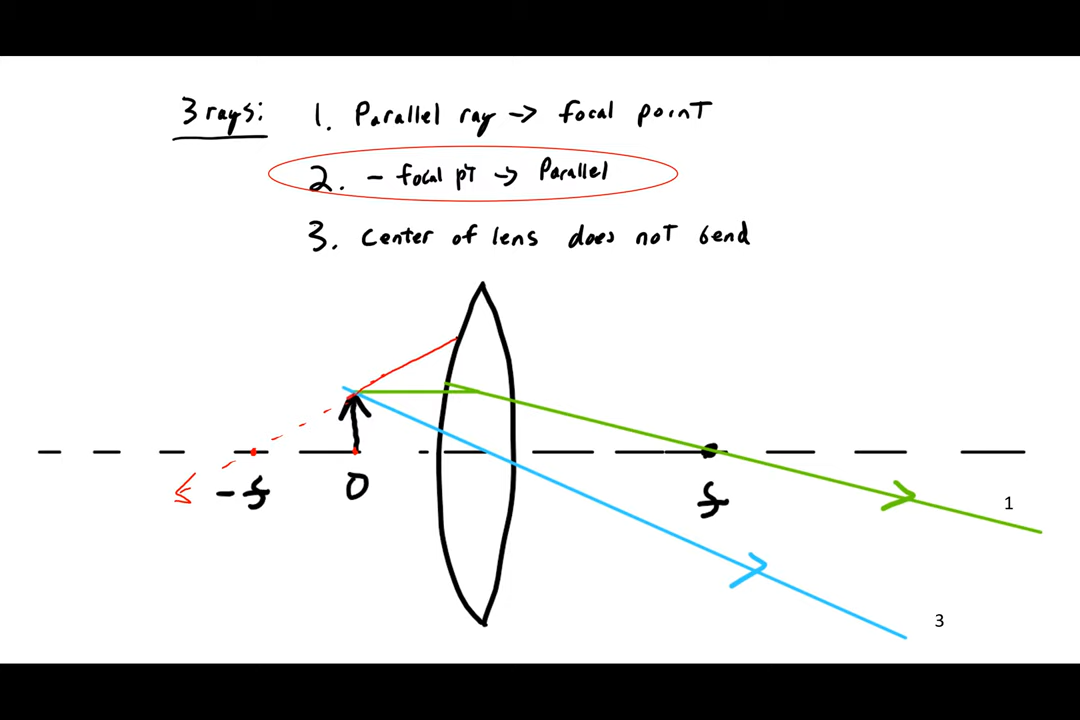 3 rays: 1. Parallel ray → focal point
2. - focal pt → Parallel
3. Center of lens does not bend
-f
O
f
1
3